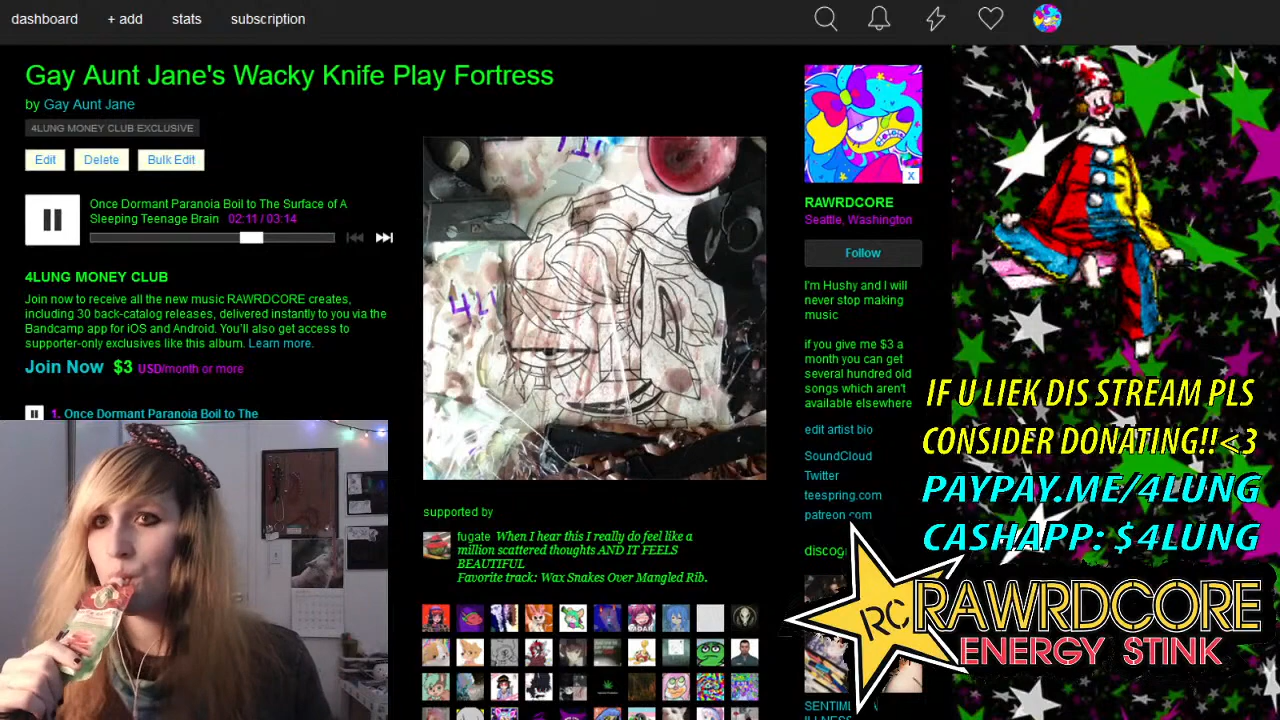 dashboard + add stats subscription
Gay Aunt Jane's Wacky Knife Play Fortress
by Gay Aunt Jane
4LUNG MONEY CLUB EXCLUSIVE
Edit Delete Bulk Edit
Once Dormant Paranoia Boil to The Surface of A
Sleeping Teenage Brain 02:11 / 03:14
4LUNG MONEY CLUB
Join now to receive all the new music RAWRDCORE creates,
including 30 back-catalog releases, delivered instantly to you via the
Bandcamp app for iOS and Android. You'll also get access to
supporter-only exclusives like this album. Learn more.
Join Now $3 USD/month or more
1. Once Dormant Paranoia Boil to The
supported by
fugate When I hear this I really do feel like a
million scattered thoughts AND IT FEELS
BEAUTIFUL
Favorite track: Wax Snakes Over Mangled Rib.
X
RAWRDCORE
Seattle, Washington
Follow
I'm Hushy and I will
never stop making
music
if you give me $3 a
month you can get
several hundred old
songs which aren't
available elsewhere
edit artist bio
SoundCloud
Twitter
teespring.com
patreon.com
discog
IF U LIEK DIS STREAM PLS
CONSIDER DONATING!!<3
PAYPAY.ME/4LUNG
CASHAPP: $4LUNG
RC RAWRDCORE
ENERGY STINK